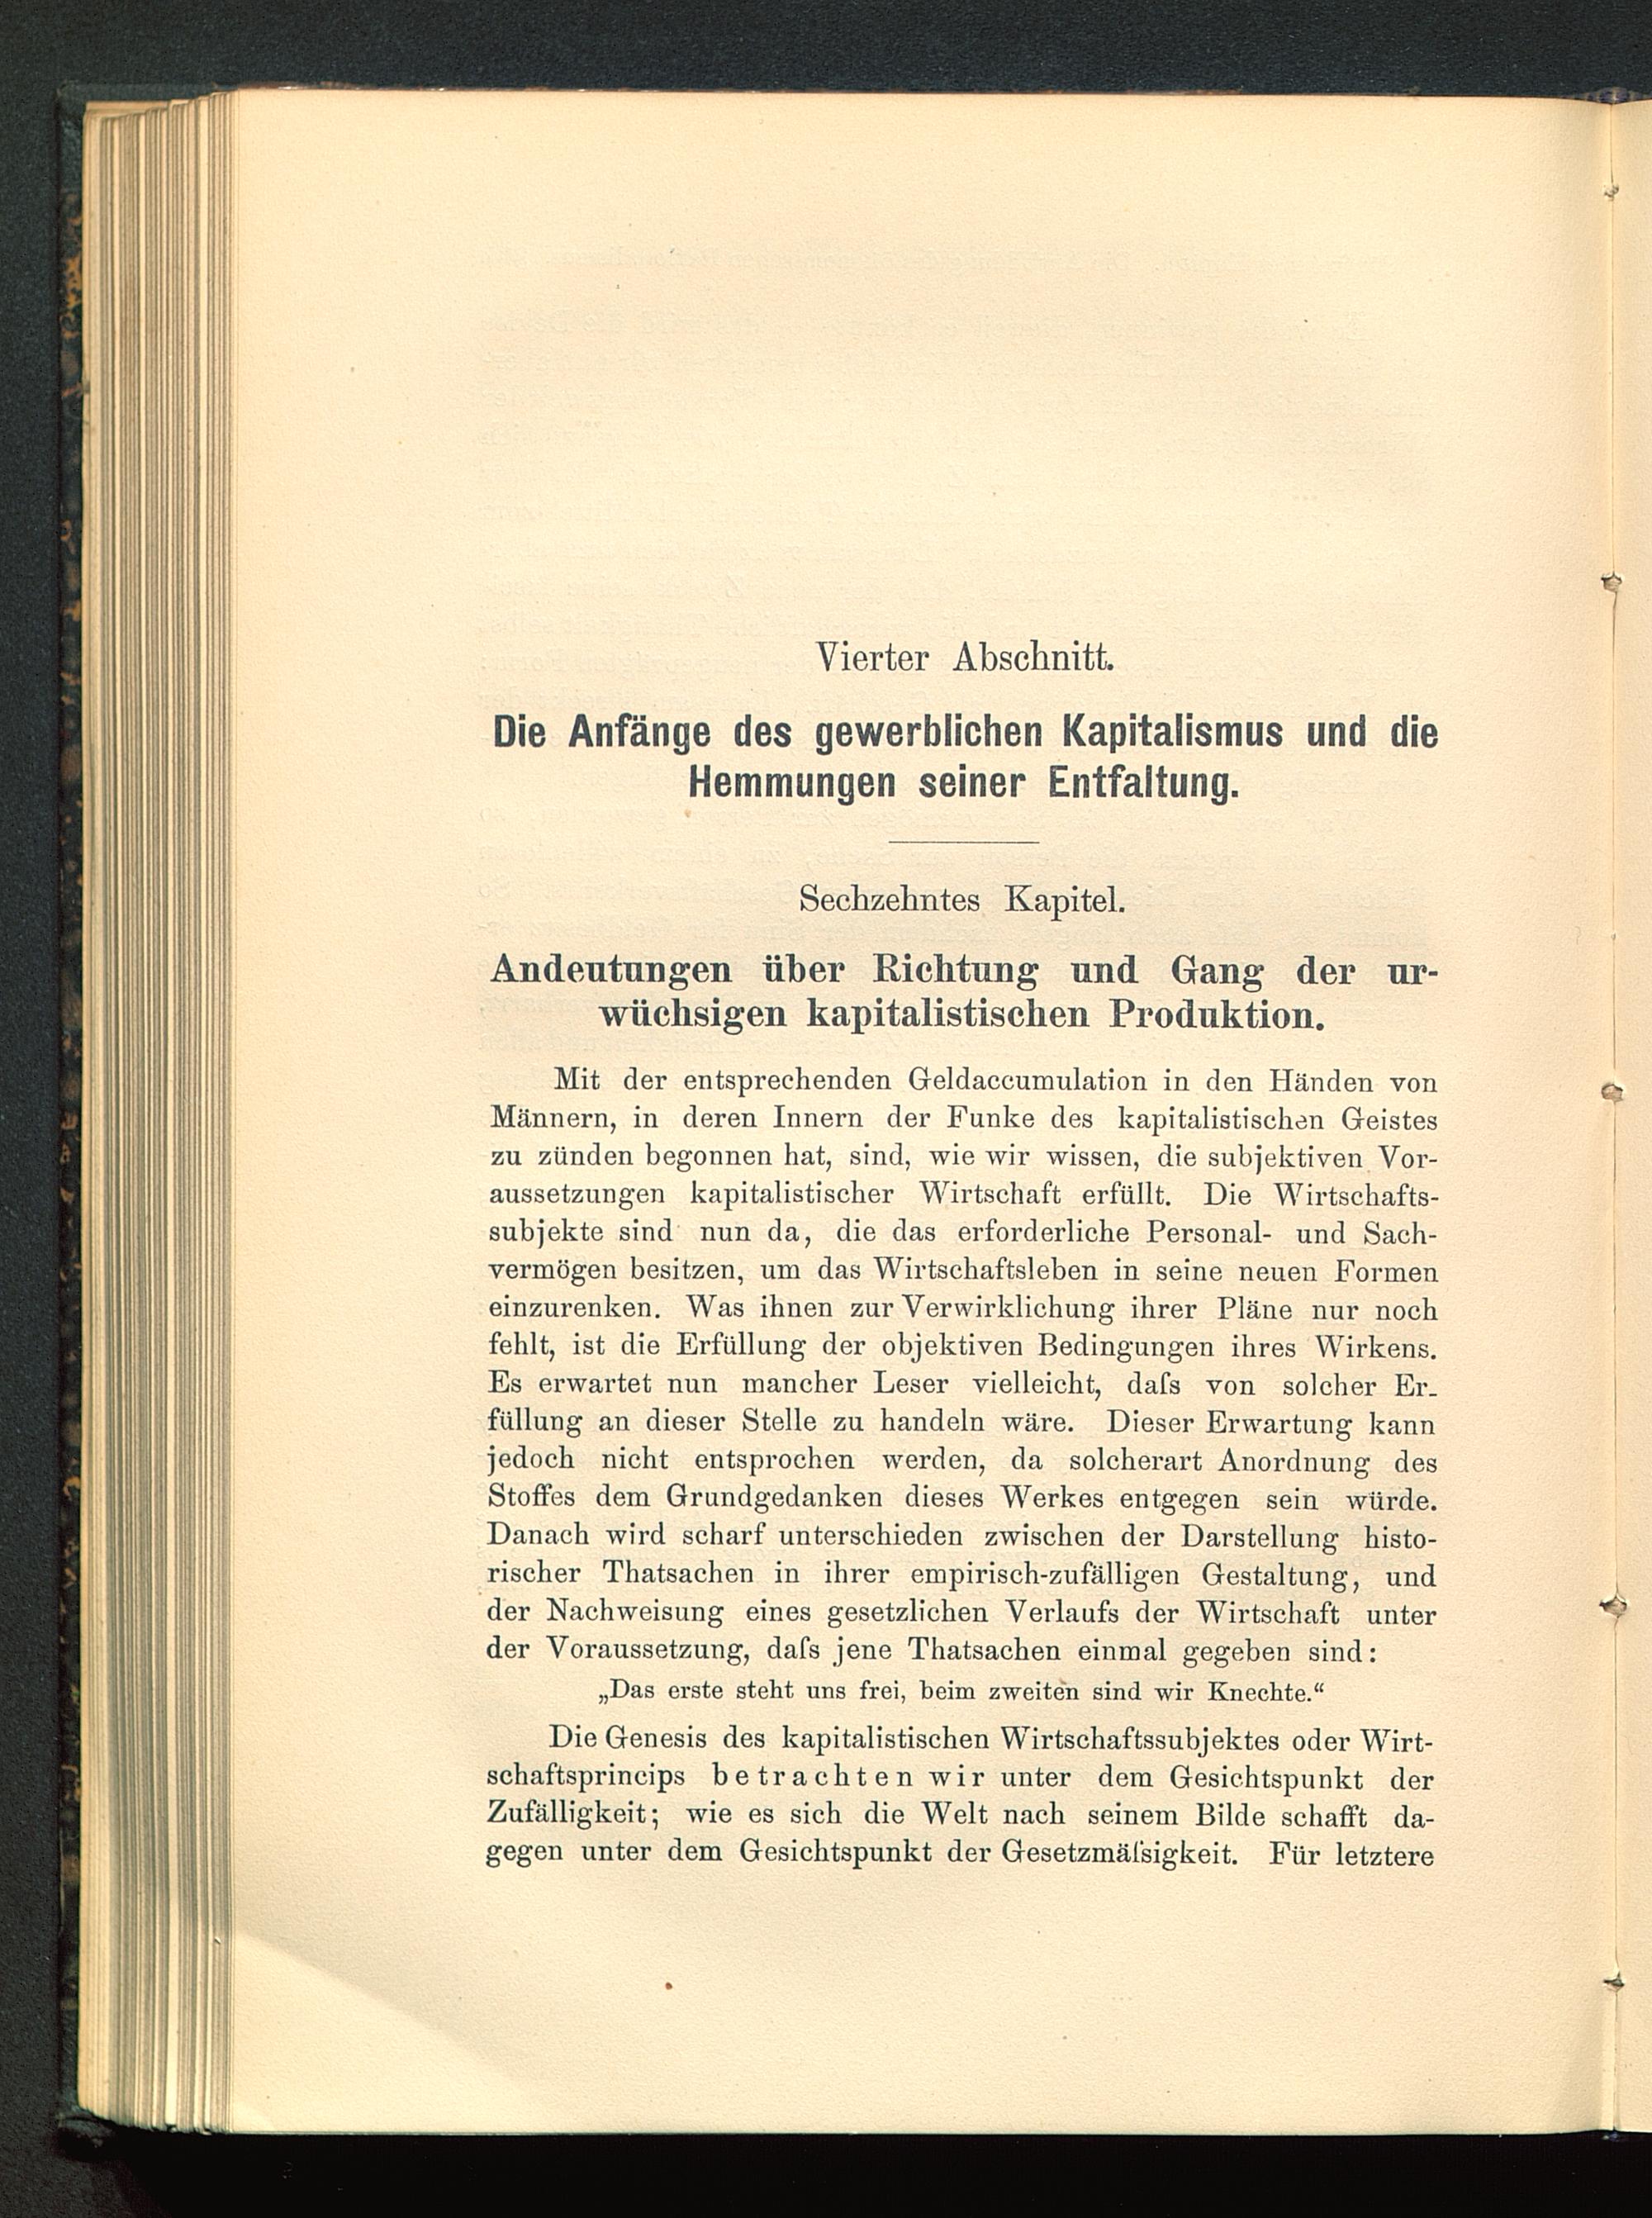 Vierter Abschnitt.
Die Anfänge des gewerblichen Kapitalismus und die
Hemmungen seiner Entfaltung.
Sechzehntes Kapitel.
Andeutungen über Richtung und Gang der ur-
wüchsigen kapitalistischen Produktion.
Mit der entsprechenden Geldaccumulation in den Händen von
Männern, in deren Innern der Funke des kapitalistischen Geistes
zu zünden begonnen hat, sind, wie wir wissen, die subjektiven Vor-
aussetzungen kapitalistischer Wirtschaft erfüllt. Die Wirtschafts-
subjekte sind nun da, die das erforderliche Personal- und Sach-
vermögen besitzen, um das Wirtschaftsleben in seine neuen Formen
einzurenken. Was ihnen zur Verwirklichung ihrer Pläne nur noch
fehlt, ist die Erfüllung der objektiven Bedingungen ihres Wirkens.
Es erwartet nun mancher Leser vielleicht, daſs von solcher Er-
füllung an dieser Stelle zu handeln wäre. Dieser Erwartung kann
jedoch nicht entsprochen werden, da solcherart Anordnung des
Stoffes dem Grundgedanken dieses Werkes entgegen sein würde.
Danach wird scharf unterschieden zwischen der Darstellung histo-
rischer Thatsachen in ihrer empirisch-zufälligen Gestaltung, und
der Nachweisung eines gesetzlichen Verlaufs der Wirtschaft unter
der Voraussetzung, daſs jene Thatsachen einmal gegeben sind:
„Das erste steht uns frei, beim zweiten sind wir Knechte.“
Die Genesis des kapitalistischen Wirtschaftssubjektes oder Wirt-
schaftsprincips betrachten wir unter dem Gesichtspunkt der
Zufälligkeit; wie es sich die Welt nach seinem Bilde schafft da-
gegen unter dem Gesichtspunkt der Gesetzmäſsigkeit. Für letztere